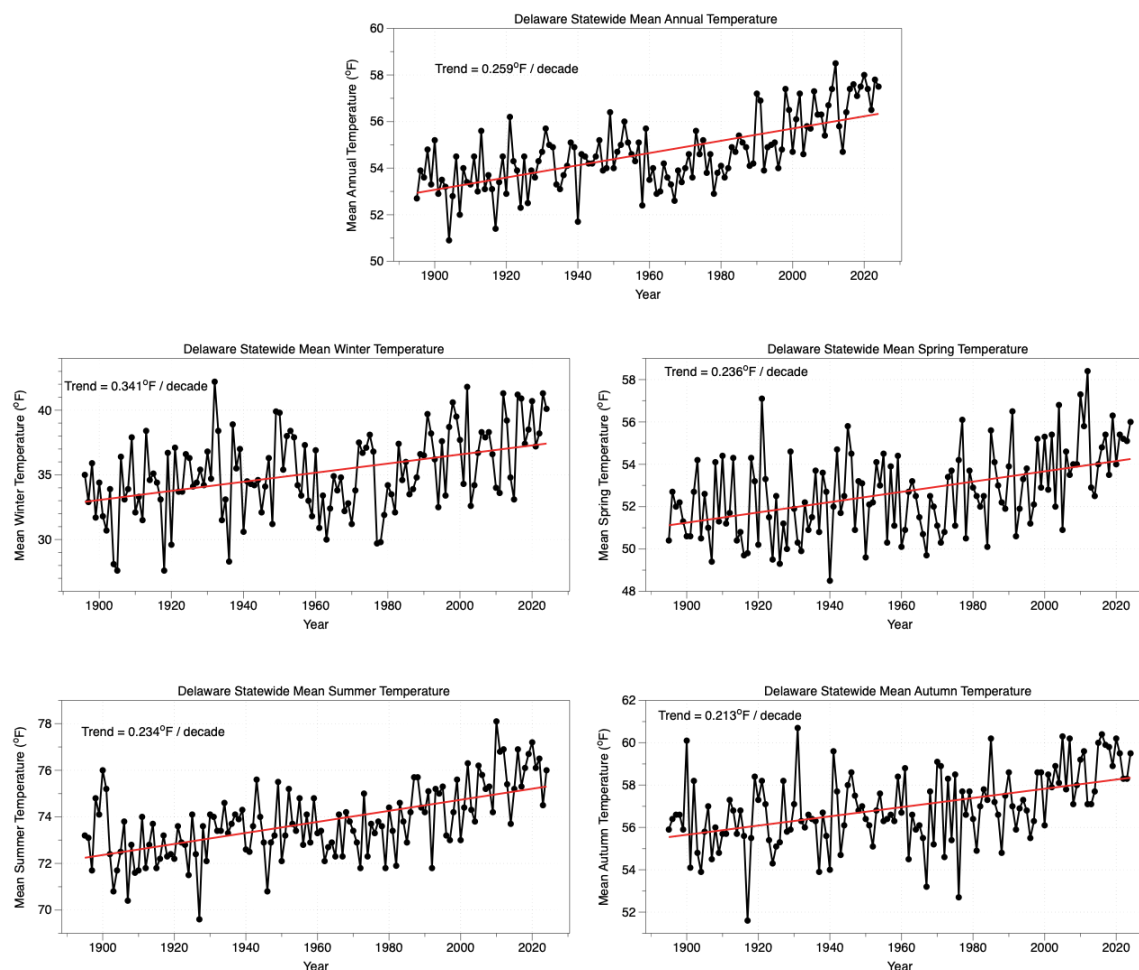 Delaware Statewide Mean Annual Temperature
60
Trend = 0.259°F / decade
58
56
54
52
50
Mean Annual Temperature (°F)
1900 1920 1940 1960 1980 2000 2020
Year
Delaware Statewide Mean Winter Temperature
Trend = 0.341°F / decade
40
35
30
Mean Winter Temperature (°F)
1900 1920 1940 1960 1980 2000 2020
Year
Delaware Statewide Mean Spring Temperature
Trend = 0.236°F / decade
58
56
54
52
50
48
Mean Spring Temperature (°F)
1900 1920 1940 1960 1980 2000 2020
Year
Delaware Statewide Mean Summer Temperature
78
Trend = 0.234°F / decade
76
74
72
70
Mean Summer Temperature (°F)
1900 1920 1940 1960 1980 2000 2020
Year
Delaware Statewide Mean Autumn Temperature
62
Trend = 0.213°F / decade
60
58
56
54
52
Mean Autumn Temperature (°F)
1900 1920 1940 1960 1980 2000 2020
Year